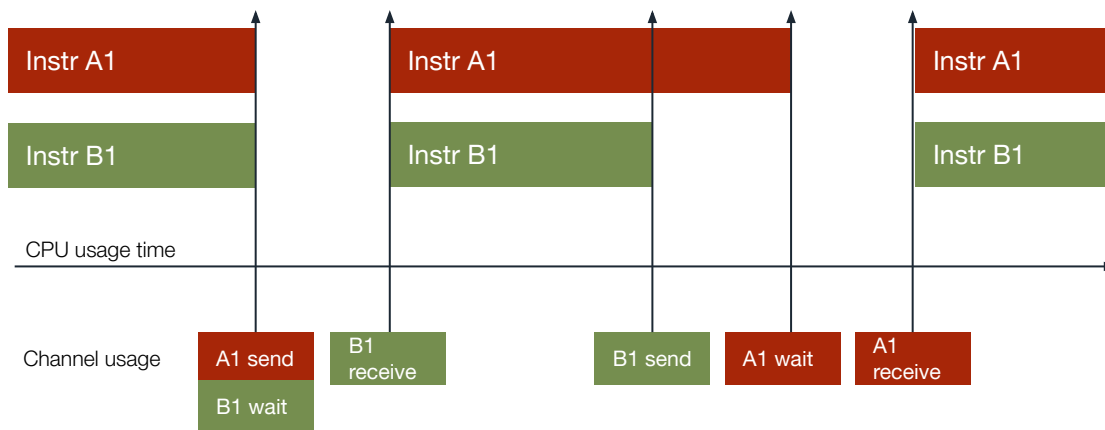 Instr A1
Instr A1
Instr A1
Instr B1
Instr B1
Instr B1
CPU usage time
Channel usage
A1 send
B1 wait
B1
receive
B1 send
A1 wait
A1
receive